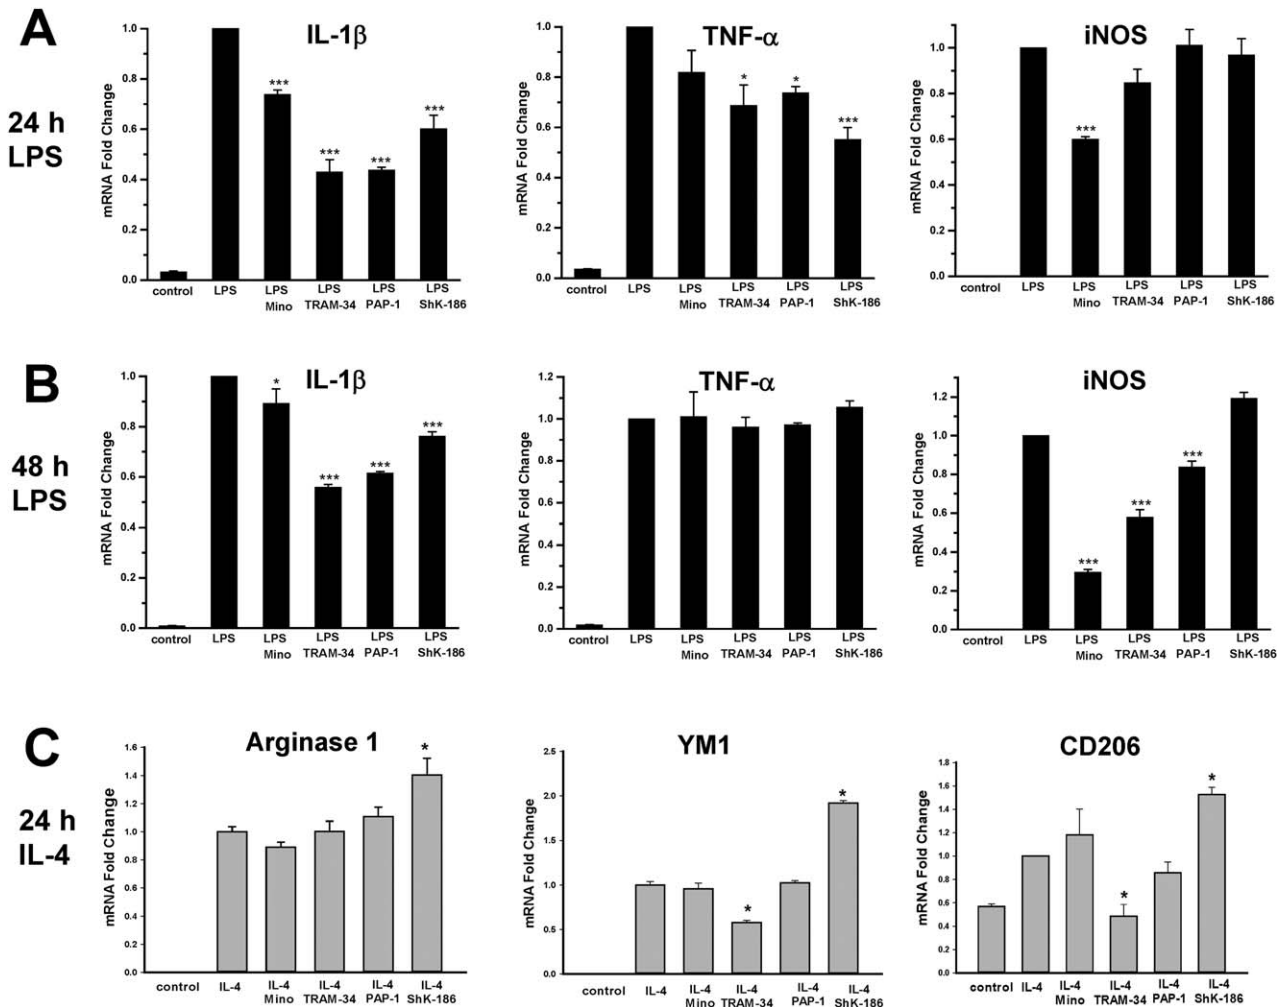 A
24 h
LPS
IL-1β
mRNA Fold Change
1.0
0.8
0.6
0.4
0.2
0.0
***
***
***
***
control LPS LPS LPS LPS LPS
Mino TRAM-34 PAP-1 ShK-186
TNF-α
mRNA Fold Change
1.0
0.8
0.6
0.4
0.2
0.0
*
*
***
control LPS LPS LPS LPS LPS
Mino TRAM-34 PAP-1 ShK-186
iNOS
mRNA Fold Change
1.0
0.8
0.6
0.4
0.2
0.0
***
control LPS LPS LPS LPS LPS
Mino TRAM-34 PAP-1 ShK-186
B
48 h
LPS
IL-1β
mRNA Fold Change
1.0
0.8
0.6
0.4
0.2
0.0
*
***
***
***
control LPS LPS LPS LPS LPS
Mino TRAM-34 PAP-1 ShK-186
TNF-α
mRNA Fold Change
1.2
1.0
0.8
0.6
0.4
0.2
0.0
control LPS LPS LPS LPS LPS
Mino TRAM-34 PAP-1 ShK-186
iNOS
mRNA Fold Change
1.2
1.0
0.8
0.6
0.4
0.2
0.0
***
***
***
control LPS LPS LPS LPS LPS
Mino TRAM-34 PAP-1 ShK-186
C
24 h
IL-4
Arginase 1
mRNA Fold Change
1.6
1.4
1.2
1.0
0.8
0.6
0.4
0.2
0.0
*
control IL-4 IL-4 IL-4 IL-4 IL-4
Mino TRAM-34 PAP-1 ShK-186
YM1
mRNA Fold Change
2.5
2.0
1.5
1.0
0.5
0.0
*
*
control IL-4 IL-4 IL-4 IL-4 IL-4
Mino TRAM-34 PAP-1 ShK-186
CD206
mRNA Fold Change
1.8
1.6
1.4
1.2
1.0
0.8
0.6
0.4
0.2
0.0
*
*
control IL-4 IL-4 IL-4 IL-4 IL-4
Mino TRAM-34 PAP-1 ShK-186